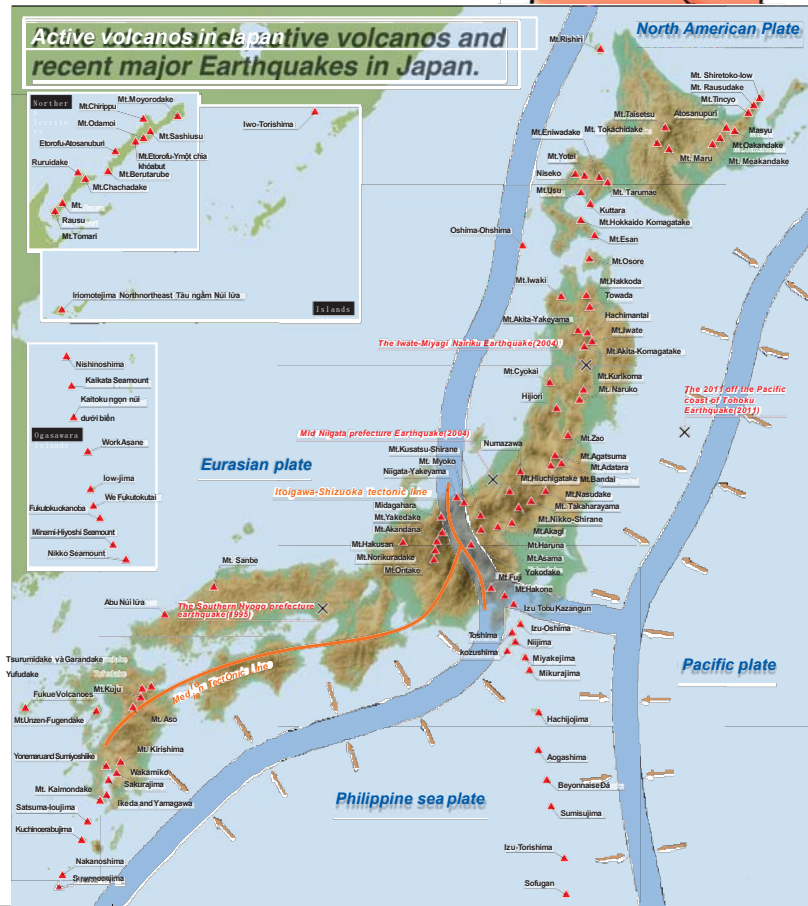 Active volcanos in Japan
tive volcanos and
recent major Earthquakes in Japan.
North American Plate
Mt.Rishiri
Norther
Mt.Moyorodake
Mt.Chirippu
Mt.Odamoi
Mt.Sashiusu
Etorofu-Atosanuburi
Mt.Etorofu-Ymột chia
khóabut
Ruruidake
Mt.Berutarube
Mt.Chachadake
Mt.
Rausu
Mt.Tomari
Iwo-Torishima
Iriomotejima Northnortheast Tàu ngầm Núi lửa
Islands
Mt. Shiretoko-Iow
Mt. Rausudake
Mt.Tincyo
Atosanupuri
Mt.Taisetsu
Mt. Tokachidake
Masyu
Mt.Oakandake
Mt. Meakandake
Mt. Maru
Mt.Eniwadake
Mt.Yotei
Niseko
Mt.Usu
Mt. Tarumae
Kuttara
Mt.Hokkaido Komagatake
Mt.Esan
Oshima-Ohshima
Mt.Osore
Mt.Iwaki
Mt.Hakkoda
Towada
Hachimantai
Mt.Akita-Yakeyama
Mt.Iwate
The Iwate-Miyagi Nairiku Earthquake(2004)
Mt.Akita-Komagatake
Mt.Cyokai
Mt.Kurikoma
Mt. Naruko
Hijiori
The 2011 off the Pacific
coast of Tohoku
Earthquake(2011)
Nishinoshima
Kaikata Seamount
Kaitoku ngọn núi
dưới biển
Ogasawara
WorkAsane
Iow-jima
We Fukutokutai
Fukutokuokanoba
Minami-Hiyoshi Seamount
Nikko Seamount
Mid Niigata prefecture Earthquake(2004)
Mt.Zao
Numazawa
Mt.Kusatsu-Shirane
Mt. Myoko
Niigata-Yakeyama
Mt.Agatsuma
Mt.Adatara
Mt.Bandai
Mt.Hiuchigatake
Mt.Nasudake
Mt. Takaharayama
Eurasian plate
Itoigawa-Shizuoka tectonic line
Midagahara
Mt.Yakedake
Mt.Akandana
Mt.Hakusan
Mt.Norikuradake
Mt.Ontake
Mt.Nikko-Shirane
Mt.Akagi
Mt.Haruna
Mt.Asama
Yokodake
Mt.Fuji
Mt.Hakone
Izu Tobu Kazangun
Mt. Sanbe
Abu Núi lửa
The Southern Hyogo prefecture
earthquake(1995)
Toshima
Izu-Oshima
Niijima
kozushima
Miyakejima
Mikurajima
Pacific plate
Tsurumidake và Garandake
Yufudake
Mt.Kuju
Fukue Volcanoes
Mt.Unzen-Fugendake
Mt. Aso
Hachijojima
Yonemaru and Sumiyoshiike
Mt. Kirishima
Wakamiko
Sakurajima
Mt. Kaimondake
Ikeda and Yamagawa
Aogashima
Beyonnaise Đá
Philippine sea plate
Sumisujima
Satsuma-Ioujima
Kuchinoerabujima
Nakanoshima
Izu-Torishima
Sofugan